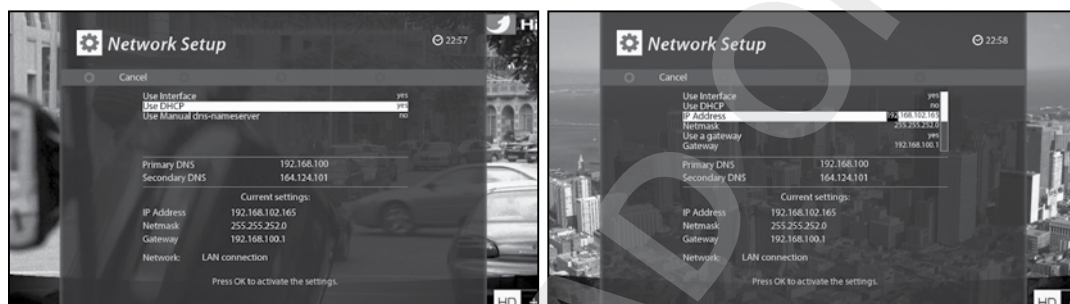 Network Setup
22:57
Hi
Cancel
Use Interface yes
Use DHCP yes
Use Manual dns-nameserver no
Primary DNS 192.168.100
Secondary DNS 164.124.101
Current settings:
IP Address 192.168.102.165
Netmask 255.255.252.0
Gateway 192.168.100.1
Network: LAN connection
Press OK to activate the settings.
HD
Network Setup
22:58
Cancel
Use Interface yes
Use DHCP no
IP Address 192.168.102.165
Netmask 255.255.252.0
Use a gateway yes
Gateway 192.168.100.1
Primary DNS 192.168.100
Secondary DNS 164.124.101
Current settings:
IP Address 192.168.102.165
Netmask 255.255.252.0
Gateway 192.168.100.1
Network: LAN connection
Press OK to activate the settings.
HD